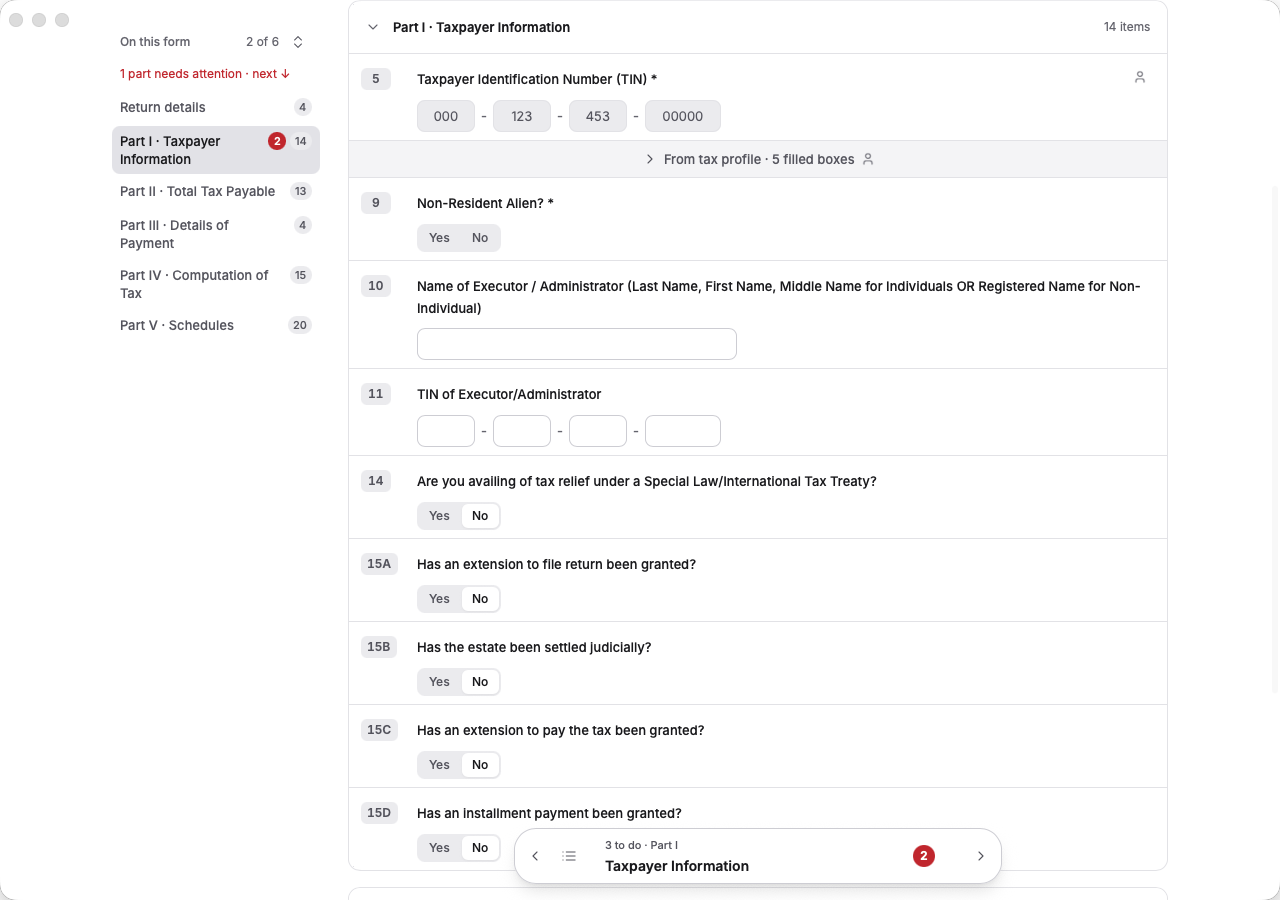 On this form
2 of 6
1 part needs attention · next ↓
Return details
4
Part I · Taxpayer
Information
2
14
Part II · Total Tax Payable
13
Part III · Details of
Payment
4
Part IV · Computation of
Tax
15
Part V · Schedules
20
Part I · Taxpayer Information
14 items
5
Taxpayer Identification Number (TIN) *
000 - 123 - 453 - 00000
From tax profile · 5 filled boxes
9
Non-Resident Alien? *
Yes No
10
Name of Executor / Administrator (Last Name, First Name, Middle Name for Individuals OR Registered Name for Non-
Individual)
11
TIN of Executor/Administrator
- - -
14
Are you availing of tax relief under a Special Law/International Tax Treaty?
Yes No
15A
Has an extension to file return been granted?
Yes No
15B
Has the estate been settled judicially?
Yes No
15C
Has an extension to pay the tax been granted?
Yes No
15D
Has an installment payment been granted?
Yes No
3 to do · Part I
Taxpayer Information
2